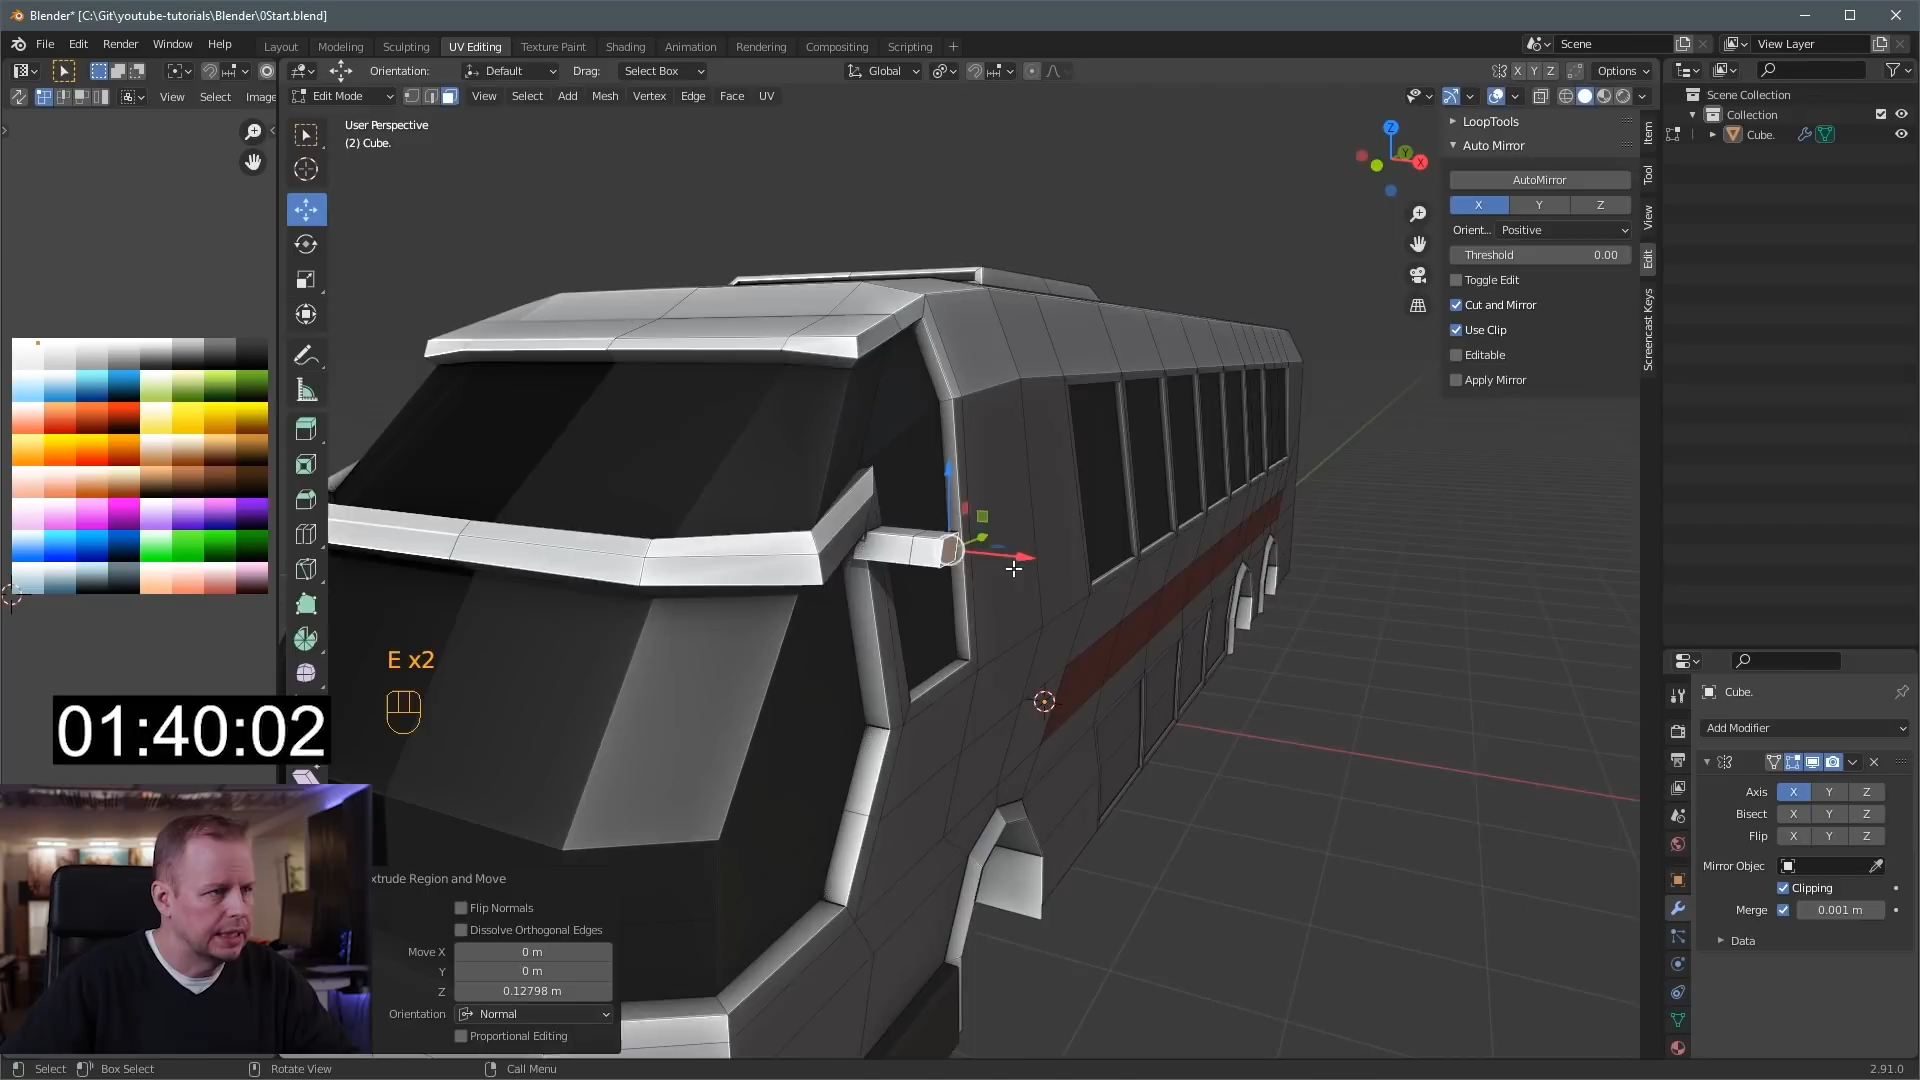 Blender* [C:\Git\youtube-tutorials\Blender\0Start.blend]
File Edit Render Window Help
Layout Modeling Sculpting UV Editing Texture Paint Shading Animation Rendering Compositing Scripting +
Scene
View Layer
Orientation: Default Drag: Select Box
Global
X Y Z Options
View Select Image
Edit Mode View Select Add Mesh Vertex Edge Face UV
User Perspective
(2) Cube.
Z
Y
X
LoopTools
Auto Mirror
AutoMirror
X Y Z
Orient... Positive
Threshold 0.00
Toggle Edit
Cut and Mirror
Use Clip
Editable
Apply Mirror
Item
Tool
View
Edit
Screencast Keys
Scene Collection
Collection
Cube.
E x2
01:40:02
xtrude Region and Move
Flip Normals
Dissolve Orthogonal Edges
Move X 0 m
Y 0 m
Z 0.12798 m
Orientation Normal
Proportional Editing
Cube.
Add Modifier
Axis X Y Z
Bisect X Y Z
Flip X Y Z
Mirror Objec
Clipping
Merge 0.001 m
Data
Select Box Select Rotate View Call Menu
2.91.0